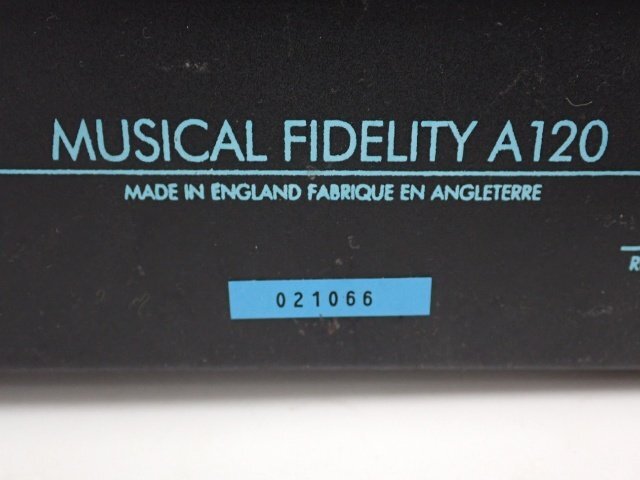 MUSICAL FIDELITY A120
MADE IN ENGLAND FABRIQUE EN ANGLETERRE
021066